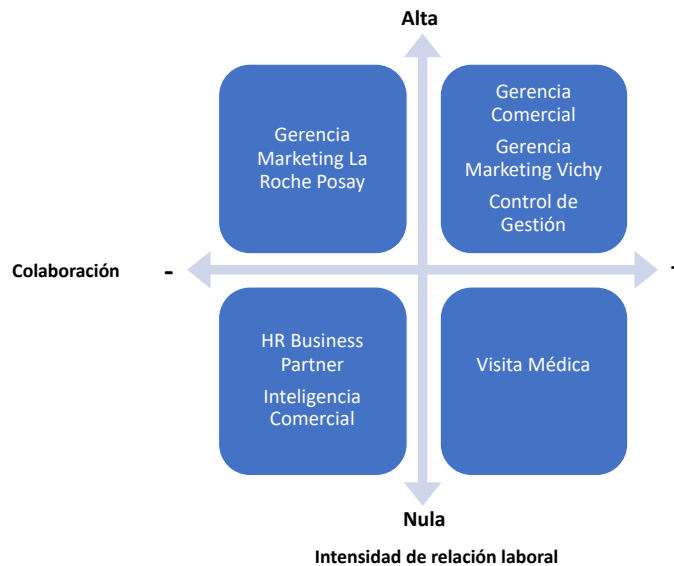 Alta
Gerencia
Marketing La
Roche Posay
Gerencia
Comercial
Gerencia
Marketing Vichy
Control de
Gestión
Colaboración
-
HR Business
Partner
Inteligencia
Comercial
Visita Médica
Nula
Intensidad de relación laboral